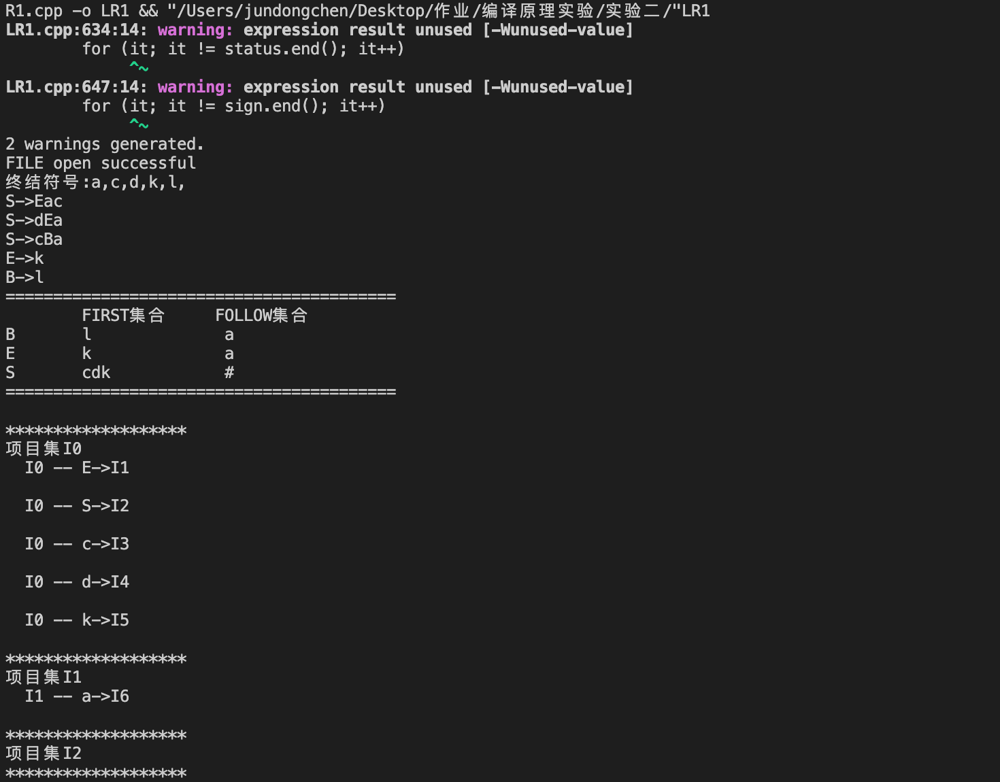 R1.cpp -o LR1 && "/Users/jundongchen/Desktop/作业/编译原理实验/实验二/"LR1
LR1.cpp:634:14: warning: expression result unused [-Wunused-value]
        for (it; it != status.end(); it++)
             ^~
LR1.cpp:647:14: warning: expression result unused [-Wunused-value]
        for (it; it != sign.end(); it++)
             ^~
2 warnings generated.
FILE open successful
终结符号:a,c,d,k,l,
S->Eac
S->dEa
S->cBa
E->k
B->l
=========================================
        FIRST集合     FOLLOW集合
B       l              a
E       k              a
S       cdk            #
=========================================
*******************
项目集I0
  I0 -- E->I1
  I0 -- S->I2
  I0 -- c->I3
  I0 -- d->I4
  I0 -- k->I5
*******************
项目集I1
  I1 -- a->I6
*******************
项目集I2
*******************